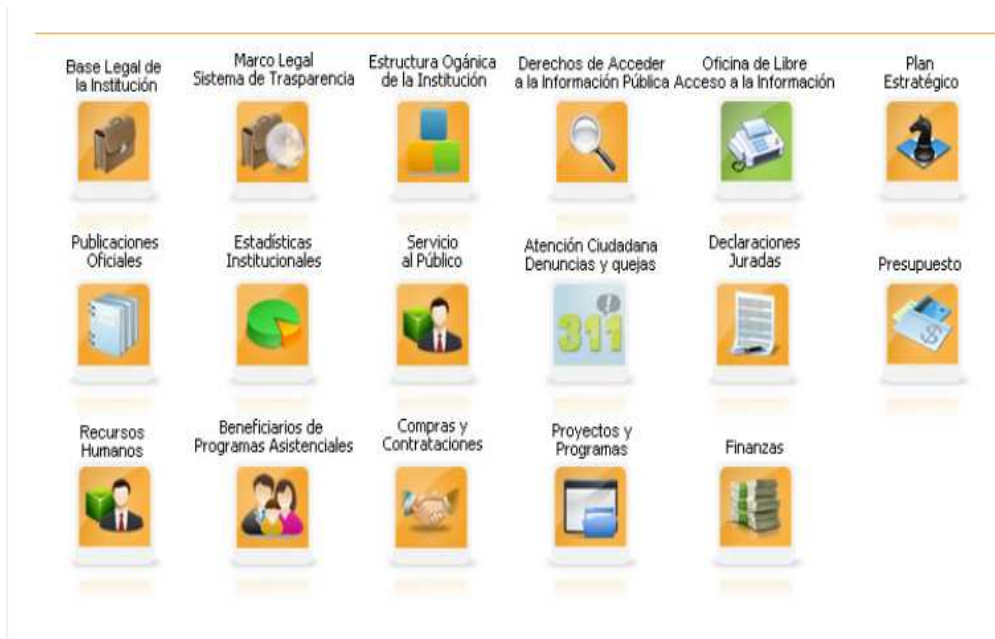 Base Legal de
la Institución
Marco Legal
Sistema de Trasparencia
Estructura Ogánica
de la Institución
Derechos de Acceder
a la Información Pública
Oficina de Libre
Acceso a la Información
Plan
Estratégico
Publicaciones
Oficiales
Estadísticas
Institucionales
Servicio
al Público
Atención Ciudadana
Denuncias y quejas
311
Declaraciones
Juradas
Presupuesto
$
Recursos
Humanos
Beneficiarios de
Programas Asistenciales
Compras y
Contrataciones
Proyectos y
Programas
Finanzas